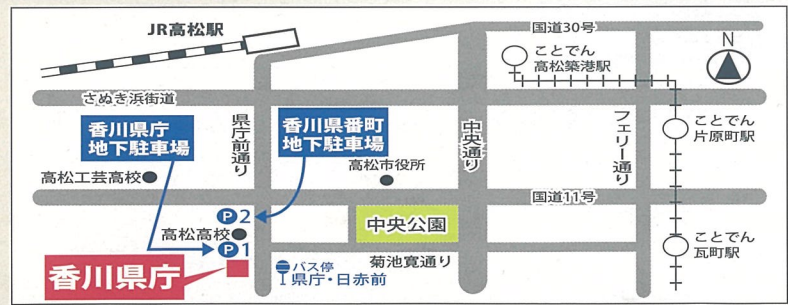 国道30号
JR高松駅
ことでん
高松築港駅
N
さぬき浜街道
香川県庁
地下駐車場
県庁前通り
香川県番町
地下駐車場
中央通り
フェリー通り
ことでん
片原町駅
高松工芸高校
高松市役所
国道11号
P2
中央公園
高松高校
P1
ことでん
瓦町駅
香川県庁
バス停
県庁・日赤前
菊池寛通り